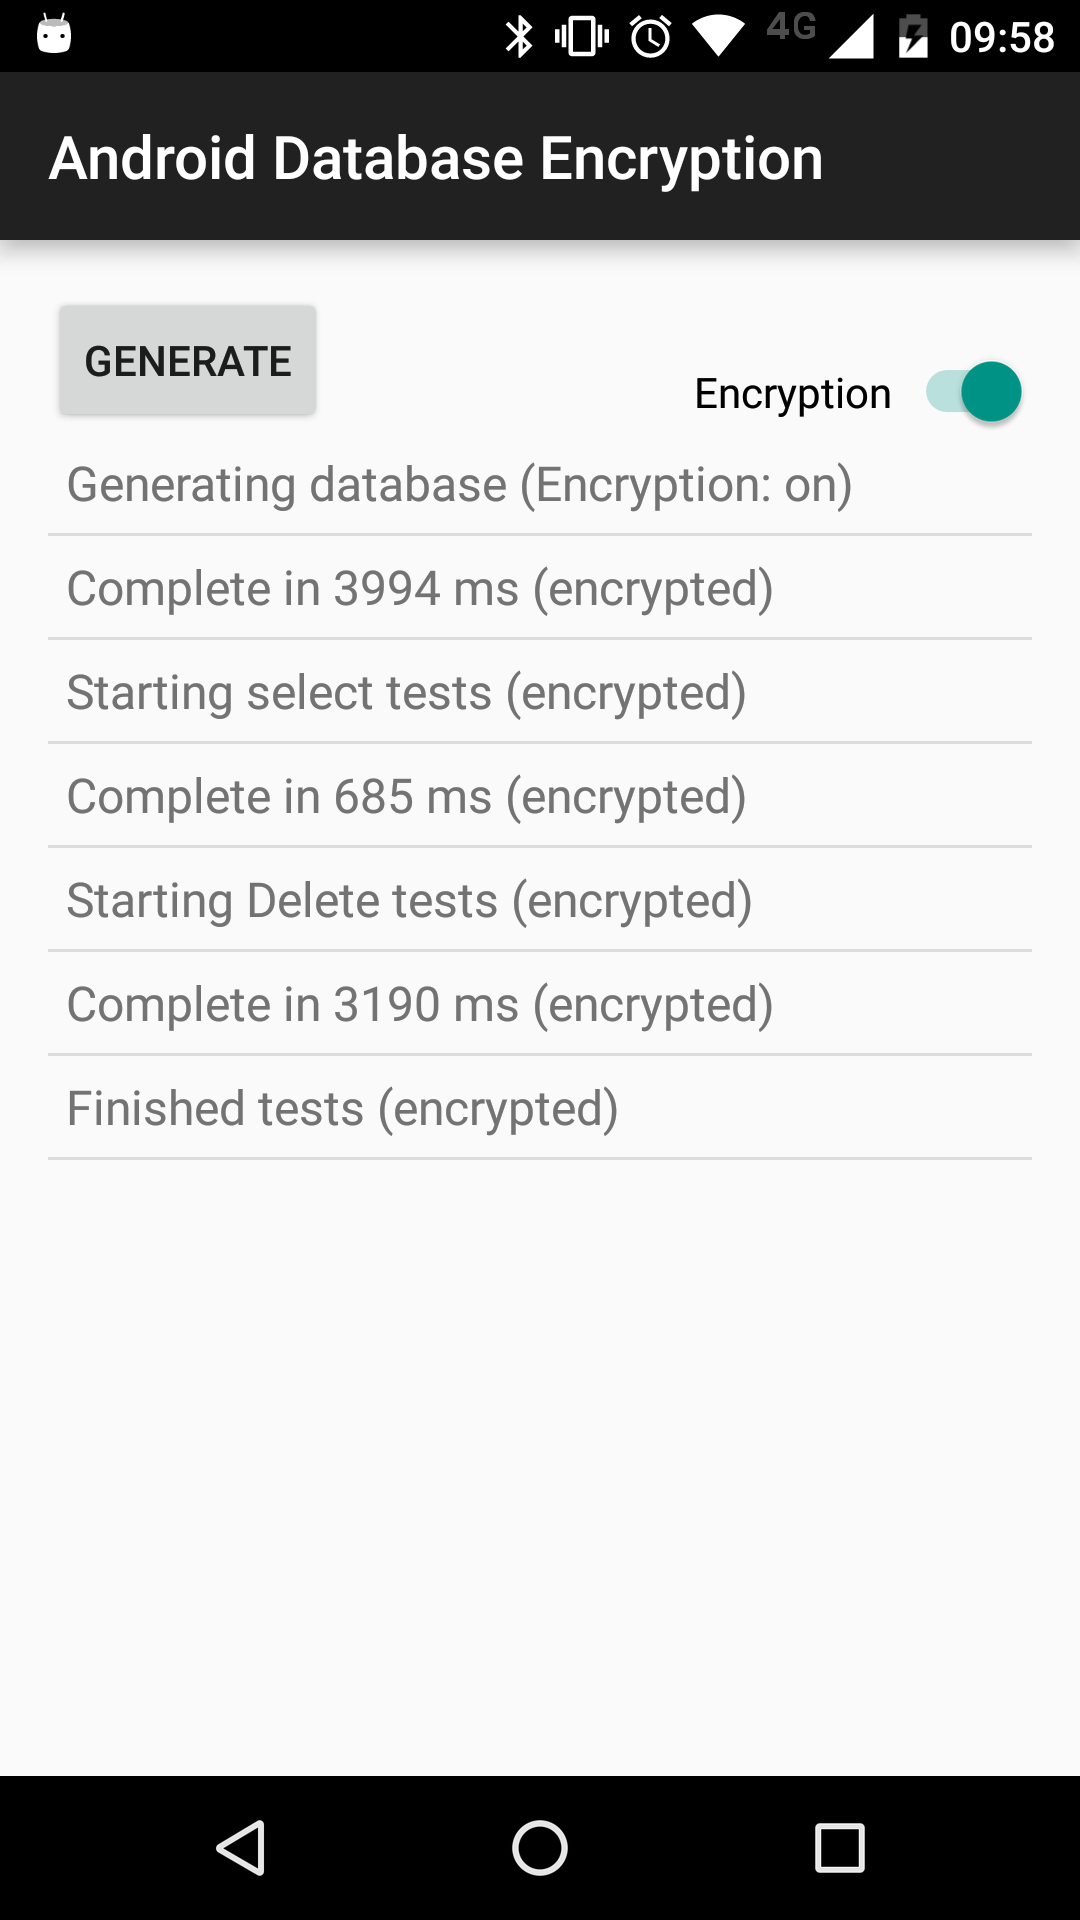 4G 09:58
Android Database Encryption
GENERATE
Encryption
Generating database (Encryption: on)
Complete in 3994 ms (encrypted)
Starting select tests (encrypted)
Complete in 685 ms (encrypted)
Starting Delete tests (encrypted)
Complete in 3190 ms (encrypted)
Finished tests (encrypted)